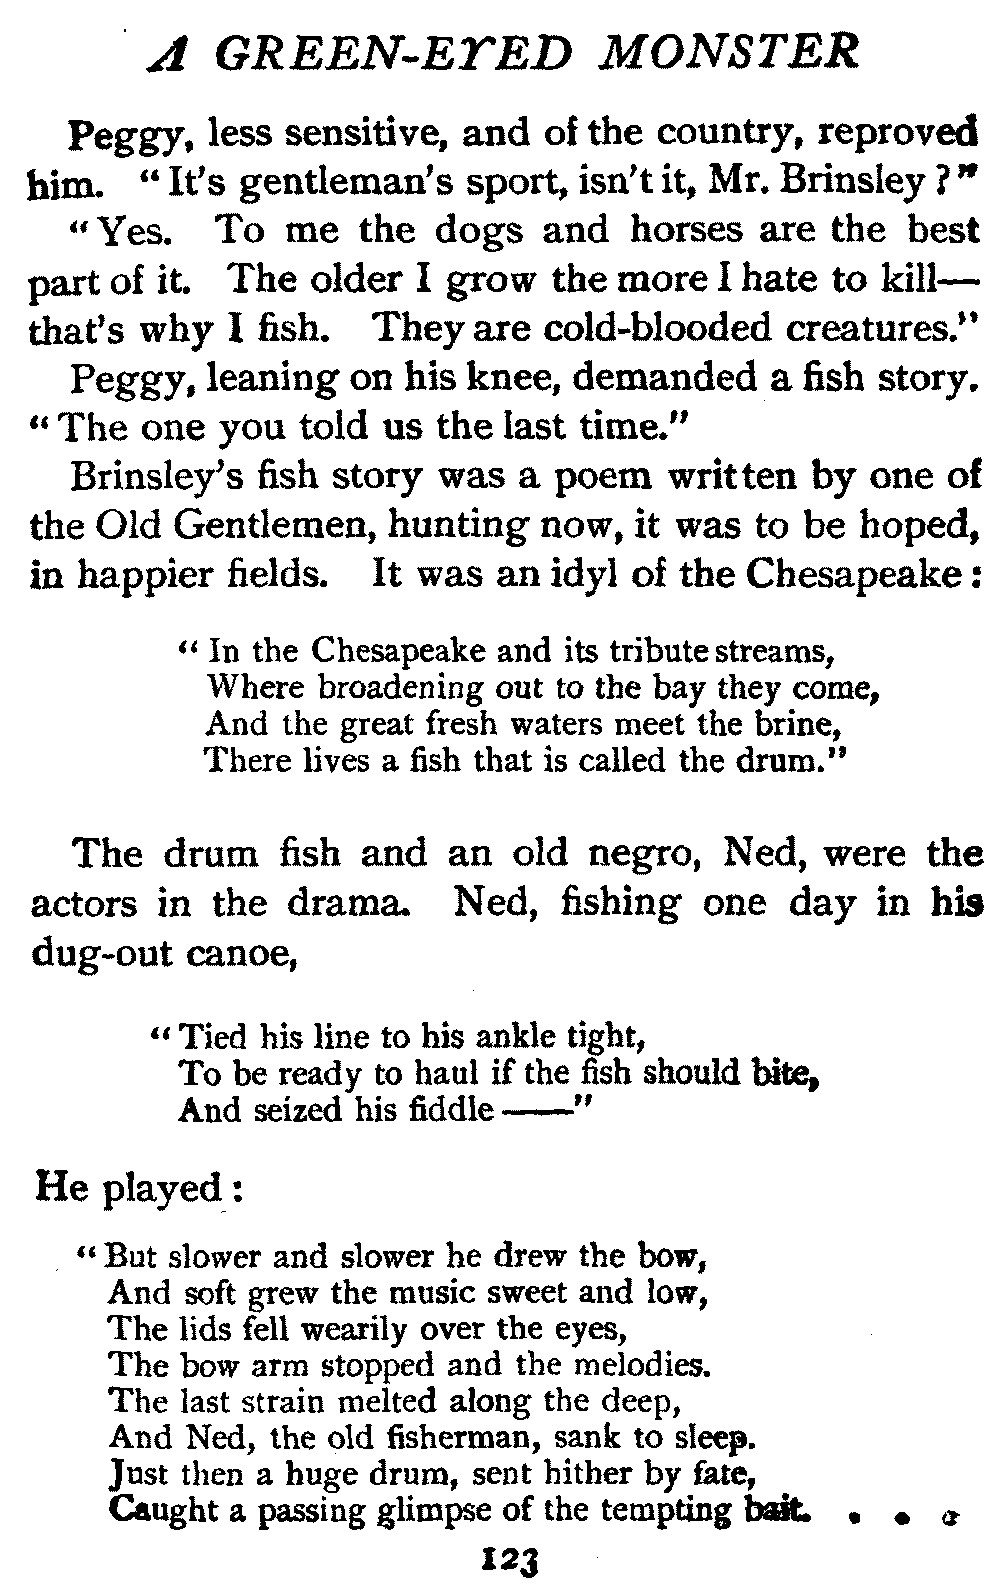 A GREEN-EYED MONSTER
Peggy, less sensitive, and of the country, reproved
him. "It's gentleman's sport, isn't it, Mr. Brinsley?"
"Yes. To me the dogs and horses are the best
part of it. The older I grow the more I hate to kill—
that's why I fish. They are cold-blooded creatures."
Peggy, leaning on his knee, demanded a fish story.
"The one you told us the last time."
Brinsley's fish story was a poem written by one of
the Old Gentlemen, hunting now, it was to be hoped,
in happier fields. It was an idyl of the Chesapeake:
"In the Chesapeake and its tribute streams,
Where broadening out to the bay they come,
And the great fresh waters meet the brine,
There lives a fish that is called the drum."
The drum fish and an old negro, Ned, were the
actors in the drama. Ned, fishing one day in his
dug-out canoe,
"Tied his line to his ankle tight,
To be ready to haul if the fish should bite,
And seized his fiddle——"
He played:
"But slower and slower he drew the bow,
And soft grew the music sweet and low,
The lids fell wearily over the eyes,
The bow arm stopped and the melodies.
The last strain melted along the deep,
And Ned, the old fisherman, sank to sleep.
Just then a huge drum, sent hither by fate,
Caught a passing glimpse of the tempting bait. . . .
123